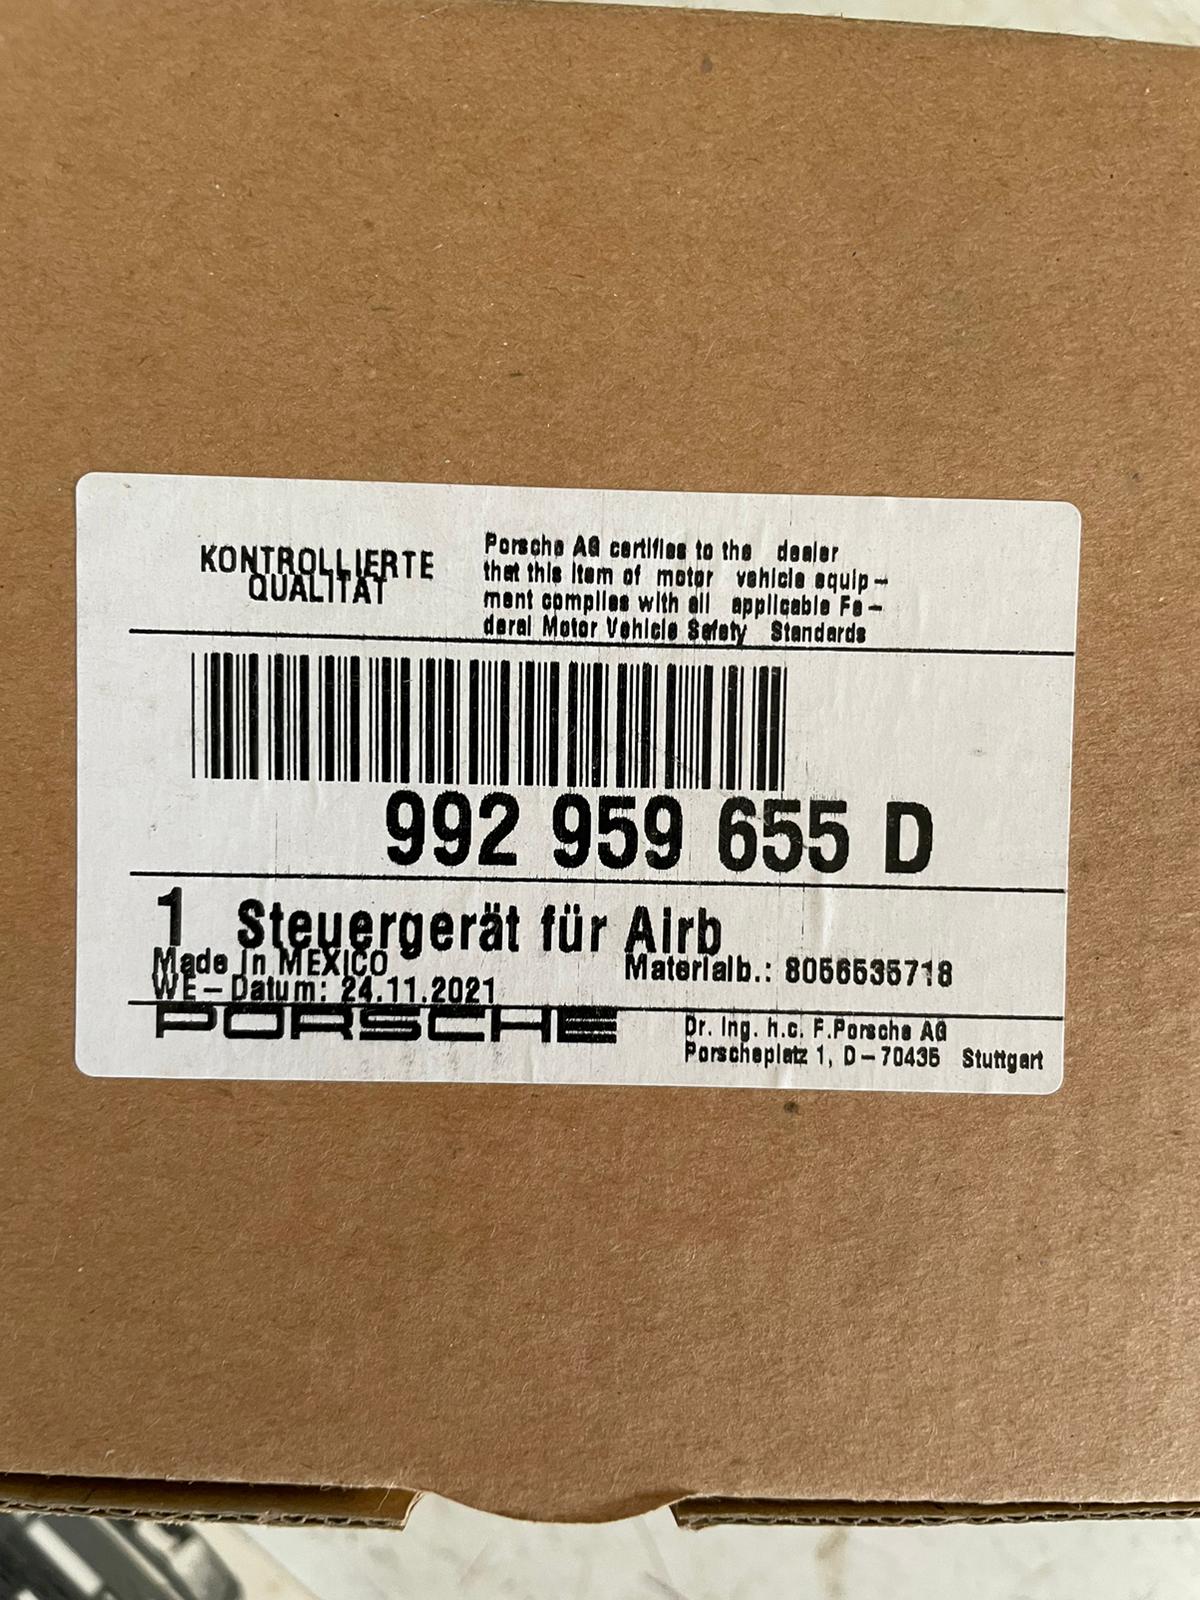 KONTROLLIERTE
QUALITÄT
Porsche AG certifies to the dealer
that this item of motor vehicle equip-
ment complies with all applicable Fe-
deral Motor Vehicle Safety Standards
992 959 655 D
1 Steuergerät für Airb
Made in MEXICO
Materialb.: 8056535718
WE-Datum: 24.11.2021
PORSCHE
Dr. Ing. h.c. F.Porsche AG
Porscheplatz 1, D-70435 Stuttgart